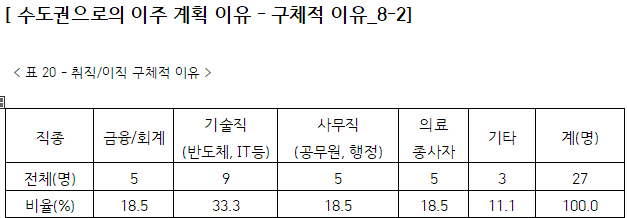 [ 수도권으로의 이주 계획 이유 - 구체적 이유_8-2]
< 표 20 - 취직/이직 구체적 이유 >
직종 금융/회계 기술직 (반도체, IT등) 사무직 (공무원, 행정) 의료 종사자 기타 계(명)
전체(명) 5 9 5 5 3 27
비율(%) 18.5 33.3 18.5 18.5 11.1 100.0